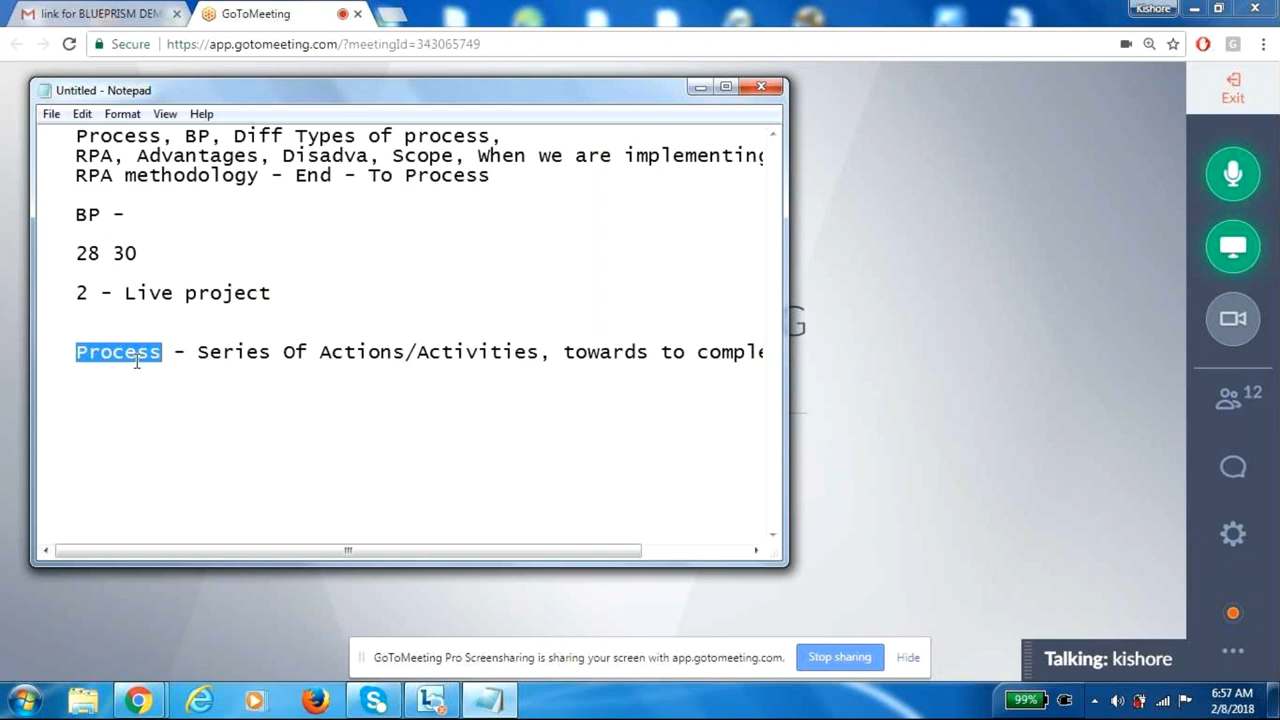 link for BLUEPRISM DEM
GoToMeeting
Kishore
Secure
https://app.gotomeeting.com/?meetingId=343065749
Exit
Untitled - Notepad
File Edit Format View Help
Process, BP, Diff Types of process,
RPA, Advantages, Disadva, Scope, When we are implementing
RPA methodology - End - To Process
BP -
28 30
2 - Live project
G
Process - Series Of Actions/Activities, towards to comple
12
GoToMeeting Pro Screensharing is sharing your screen with app.gotomeeting.com.
Stop sharing
Hide
Talking: kishore
99%
6:57 AM
2/8/2018